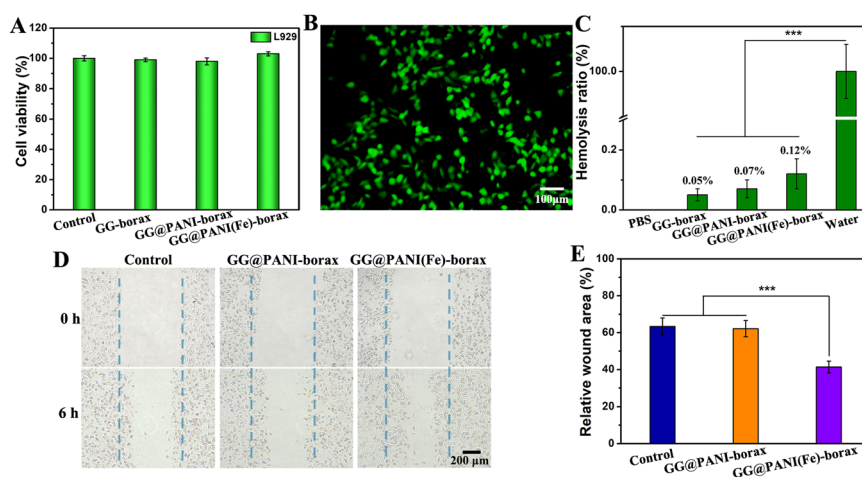 A
Cell viability (%)
120
100
80
60
40
20
0
L929
Control
GG-borax
GG@PANI-borax
GG@PANI(Fe)-borax
B
100μm
C
Hemolysis ratio (%)
100.0
0.2
0.0
***
0.05%
0.07%
0.12%
PBS
GG-borax
GG@PANI-borax
GG@PANI(Fe)-borax
Water
D
Control
GG@PANI-borax
GG@PANI(Fe)-borax
0 h
6 h
200 μm
E
Relative wound area (%)
100
80
60
40
20
0
***
Control
GG@PANI-borax
GG@PANI(Fe)-borax